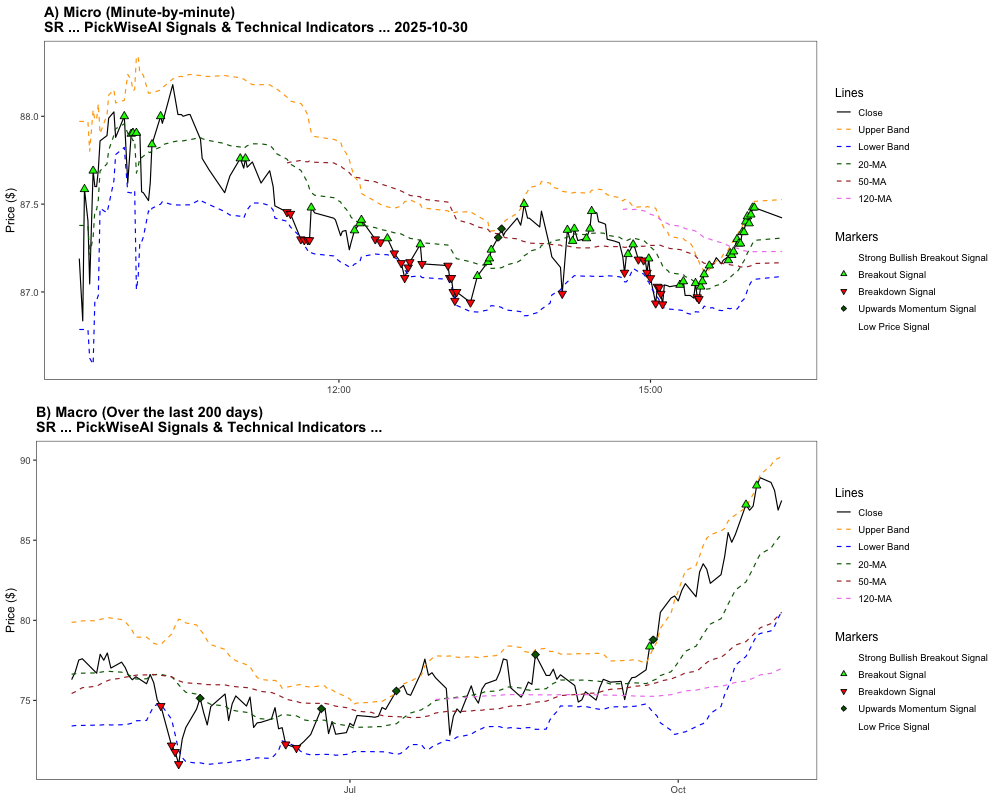 A) Micro (Minute-by-minute)
SR ... PickWiseAI Signals & Technical Indicators ... 2025-10-30
Price ($)
88.0
87.5
87.0
12:00
15:00
Lines
Close
Upper Band
Lower Band
20-MA
50-MA
120-MA
Markers
Strong Bullish Breakout Signal
Breakout Signal
Breakdown Signal
Upwards Momentum Signal
Low Price Signal
B) Macro (Over the last 200 days)
SR ... PickWiseAI Signals & Technical Indicators ...
Price ($)
90
85
80
75
Jul
Oct
Lines
Close
Upper Band
Lower Band
20-MA
50-MA
120-MA
Markers
Strong Bullish Breakout Signal
Breakout Signal
Breakdown Signal
Upwards Momentum Signal
Low Price Signal